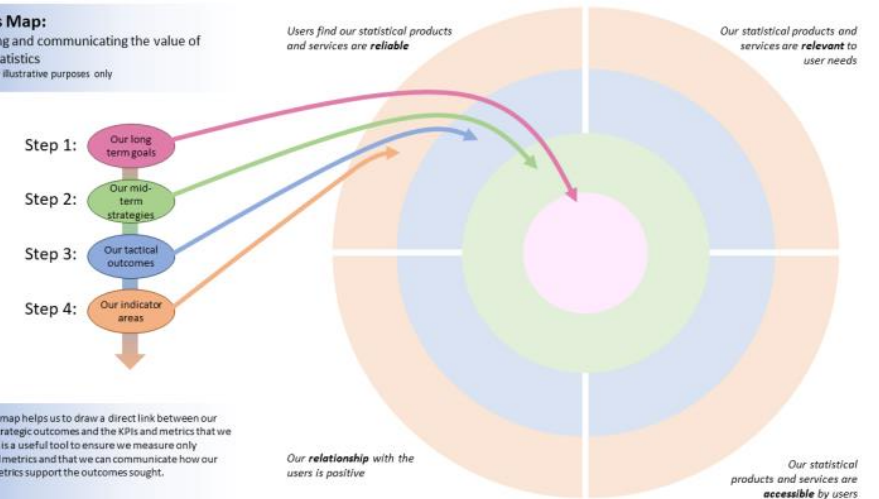 s Map:
ng and communicating the value of
atistics
illustrative purposes only
Users find our statistical products
and services are reliable
Our statistical products and
services are relevant to
user needs
Step 1:
Our long
term goals
Step 2:
Our mid-
term
strategies
Step 3:
Our tactical
outcomes
Step 4:
Our indicator
areas
map helps us to draw a direct link between our
rategic outcomes and the KPIs and metrics that we
is a useful tool to ensure we measure only
metrics and that we can communicate how our
etrics support the outcomes sought.
Our relationship with the
users is positive
Our statistical
products and services are
accessible by users